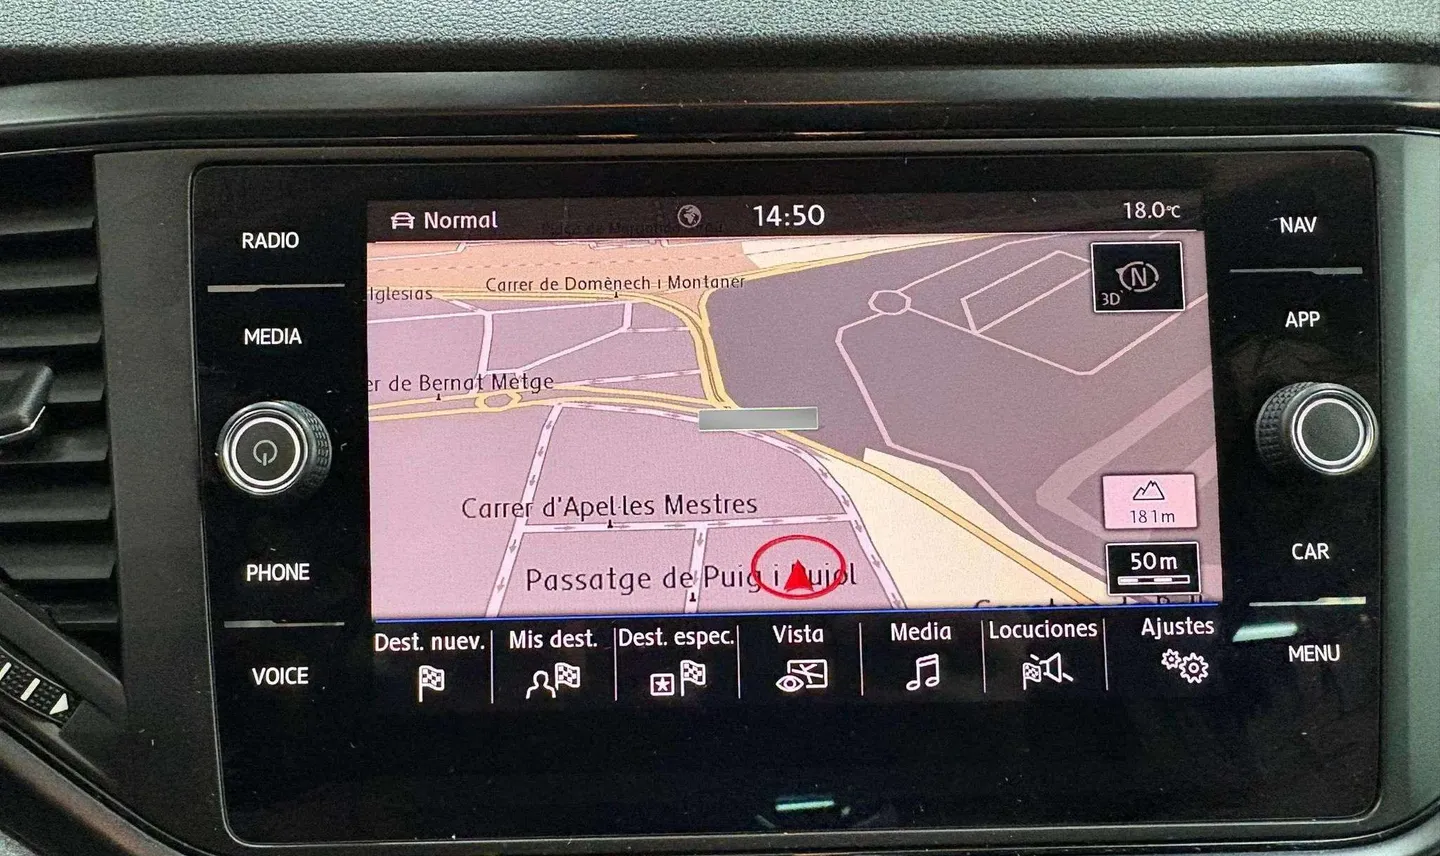 RADIO
MEDIA
PHONE
VOICE
Normal
14:50
18.0°C
Carrer de Domènech i Montaner
Iglesias
er de Bernat Metge
Carrer d'Apel·les Mestres
Passatge de Puig i Pujol
N
3D
181m
50m
Dest. nuev.
Mis dest.
Dest. espec.
Vista
Media
Locuciones
Ajustes
NAV
APP
CAR
MENU